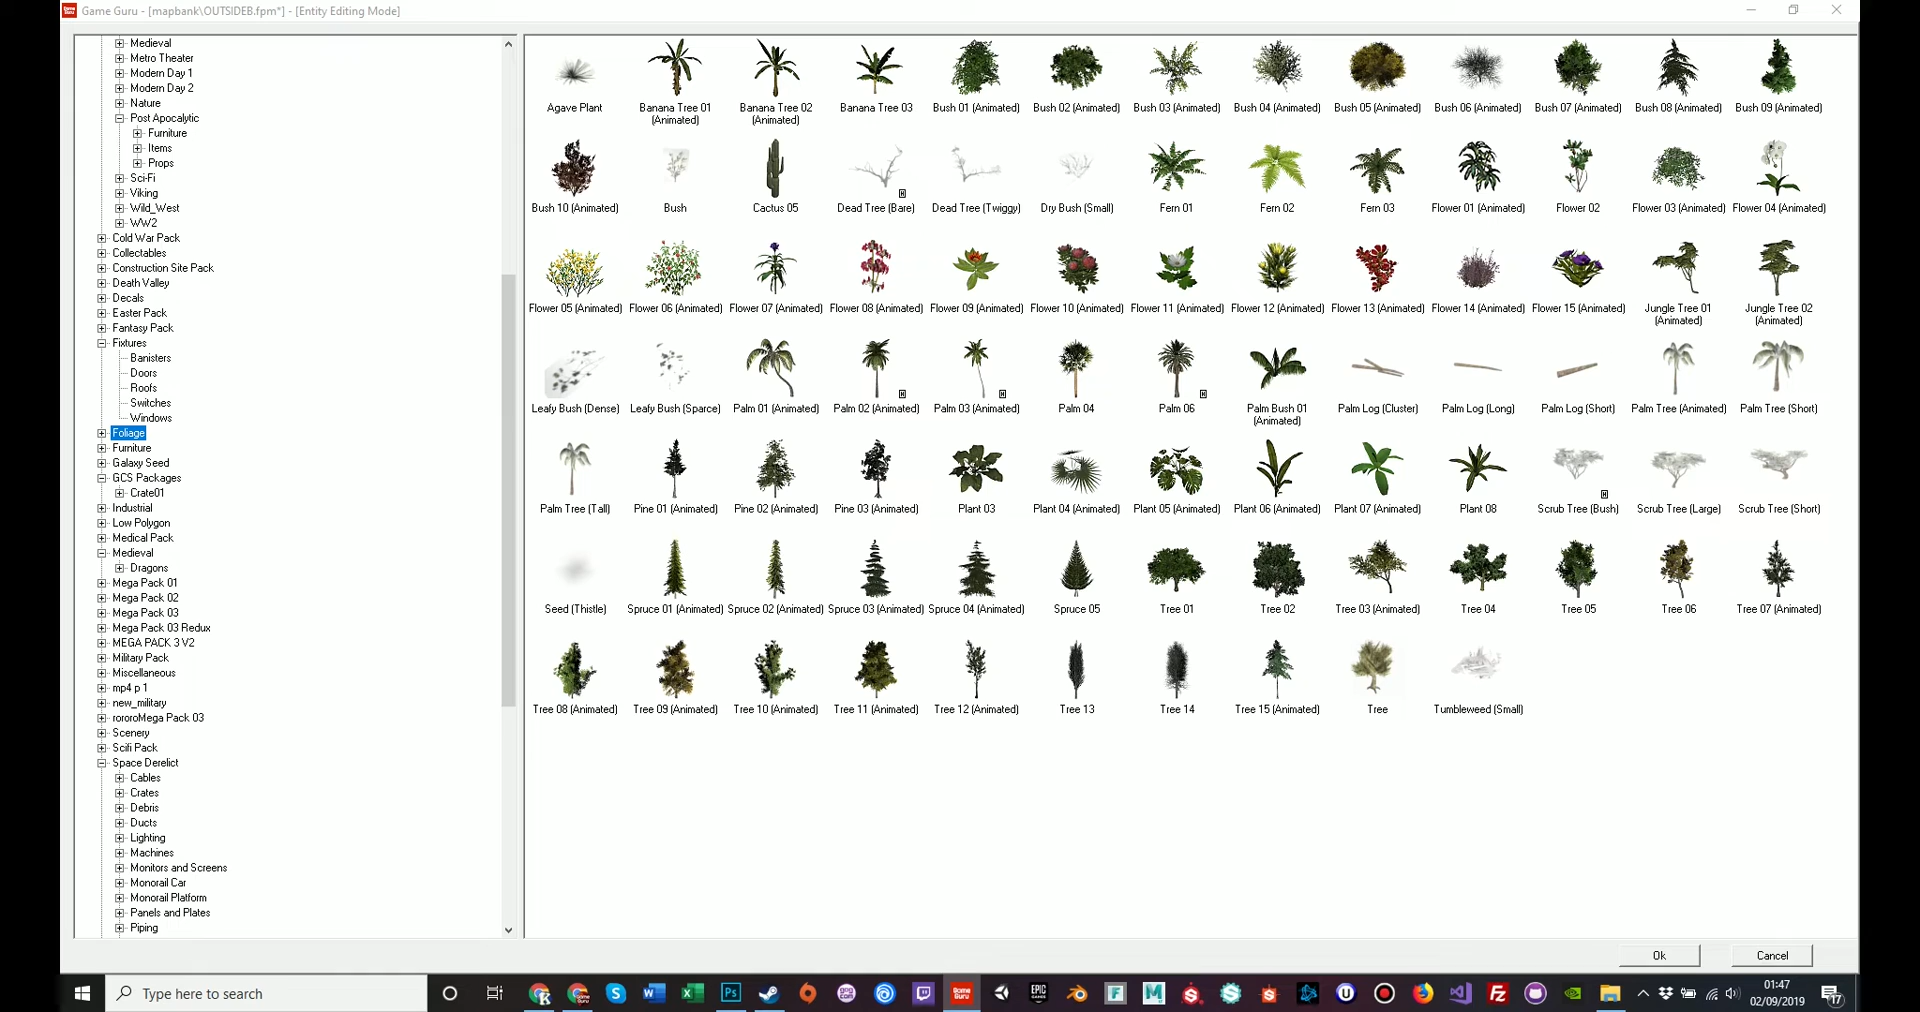 Game Guru - [mapbank\OUTSIDEB.fpm*] - [Entity Editing Mode]
Medieval
Metro Theater
Modern Day 1
Modern Day 2
Nature
Post Apocalytic
Furniture
Items
Props
Sci-Fi
Viking
Wild_West
WW2
Cold War Pack
Collectables
Construction Site Pack
Death Valley
Decals
Easter Pack
Fantasy Pack
Fixtures
Banisters
Doors
Roofs
Switches
Windows
Foliage
Furniture
Galaxy Seed
GCS Packages
Crate01
Industrial
Low Polygon
Medical Pack
Medieval
Dragons
Mega Pack 01
Mega Pack 02
Mega Pack 03
Mega Pack 03 Redux
MEGA PACK 3 V2
Military Pack
Miscellaneous
mp4 p 1
new_military
rororoMega Pack 03
Scenery
Scifi Pack
Space Derelict
Cables
Crates
Debris
Ducts
Lighting
Machines
Monitors and Screens
Monorail Car
Monorail Platform
Panels and Plates
Piping
Agave Plant Banana Tree 01 Banana Tree 02 Banana Tree 03 Bush 01 (Animated) Bush 02 (Animated) Bush 03 (Animated) Bush 04 (Animated) Bush 05 (Animated) Bush 06 (Animated) Bush 07 (Animated) Bush 08 (Animated) Bush 09 (Animated)
(Animated) (Animated)
Bush 10 (Animated) Bush Cactus 05 Dead Tree (Bare) Dead Tree (Twiggy) Dry Bush (Small) Fern 01 Fern 02 Fern 03 Flower 01 (Animated) Flower 02 Flower 03 (Animated) Flower 04 (Animated)
Flower 05 (Animated) Flower 06 (Animated) Flower 07 (Animated) Flower 08 (Animated) Flower 09 (Animated) Flower 10 (Animated) Flower 11 (Animated) Flower 12 (Animated) Flower 13 (Animated) Flower 14 (Animated) Flower 15 (Animated) Jungle Tree 01 Jungle Tree 02
(Animated) (Animated)
Leafy Bush (Dense) Leafy Bush (Sparce) Palm 01 (Animated) Palm 02 (Animated) Palm 03 (Animated) Palm 04 Palm 06 Palm Bush 01 Palm Log (Cluster) Palm Log (Long) Palm Log (Short) Palm Tree (Animated) Palm Tree (Short)
(Animated)
Palm Tree (Tall) Pine 01 (Animated) Pine 02 (Animated) Pine 03 (Animated) Plant 03 Plant 04 (Animated) Plant 05 (Animated) Plant 06 (Animated) Plant 07 (Animated) Plant 08 Scrub Tree (Bush) Scrub Tree (Large) Scrub Tree (Short)
Seed (Thistle) Spruce 01 (Animated) Spruce 02 (Animated) Spruce 03 (Animated) Spruce 04 (Animated) Spruce 05 Tree 01 Tree 02 Tree 03 (Animated) Tree 04 Tree 05 Tree 06 Tree 07 (Animated)
Tree 08 (Animated) Tree 09 (Animated) Tree 10 (Animated) Tree 11 (Animated) Tree 12 (Animated) Tree 13 Tree 14 Tree 15 (Animated) Tree Tumbleweed (Small)
Ok Cancel
Type here to search
01:47
02/09/2019
17